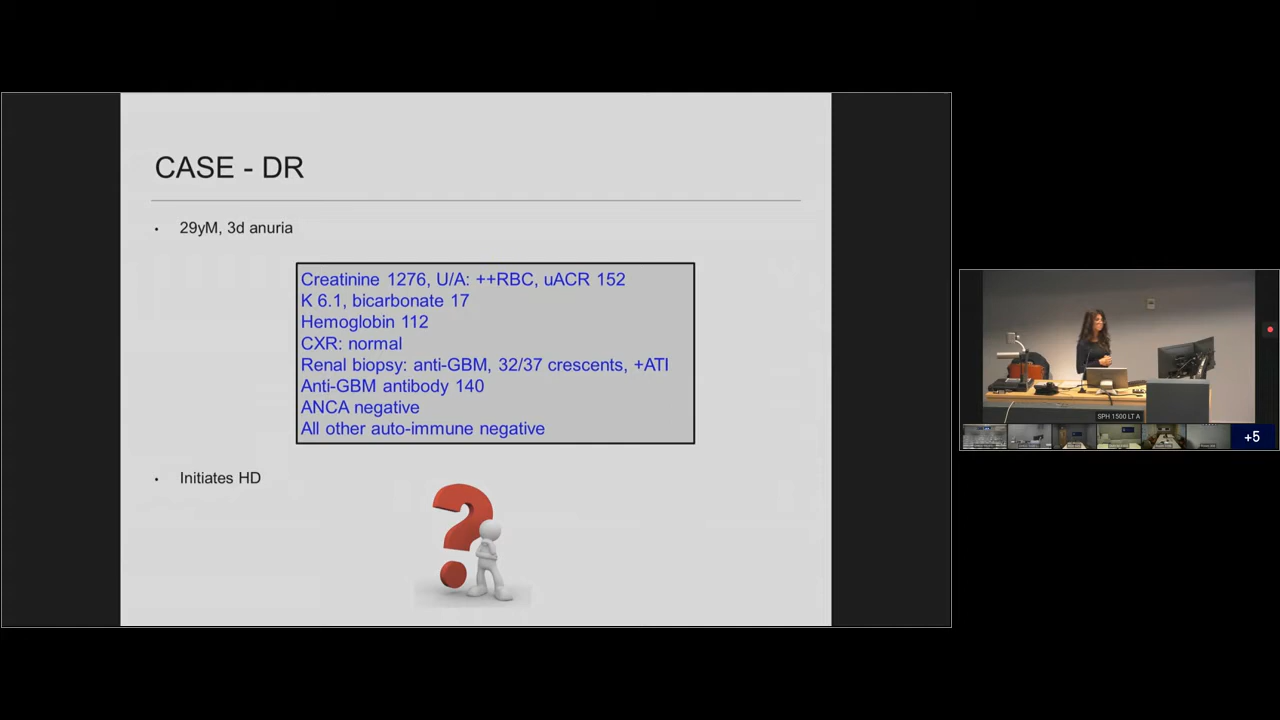 CASE - DR
• 29yM, 3d anuria
Creatinine 1276, U/A: ++RBC, uACR 152
K 6.1, bicarbonate 17
Hemoglobin 112
CXR: normal
Renal biopsy: anti-GBM, 32/37 crescents, +ATI
Anti-GBM antibody 140
ANCA negative
All other auto-immune negative
• Initiates HD
SPH 1500 LT A
+5